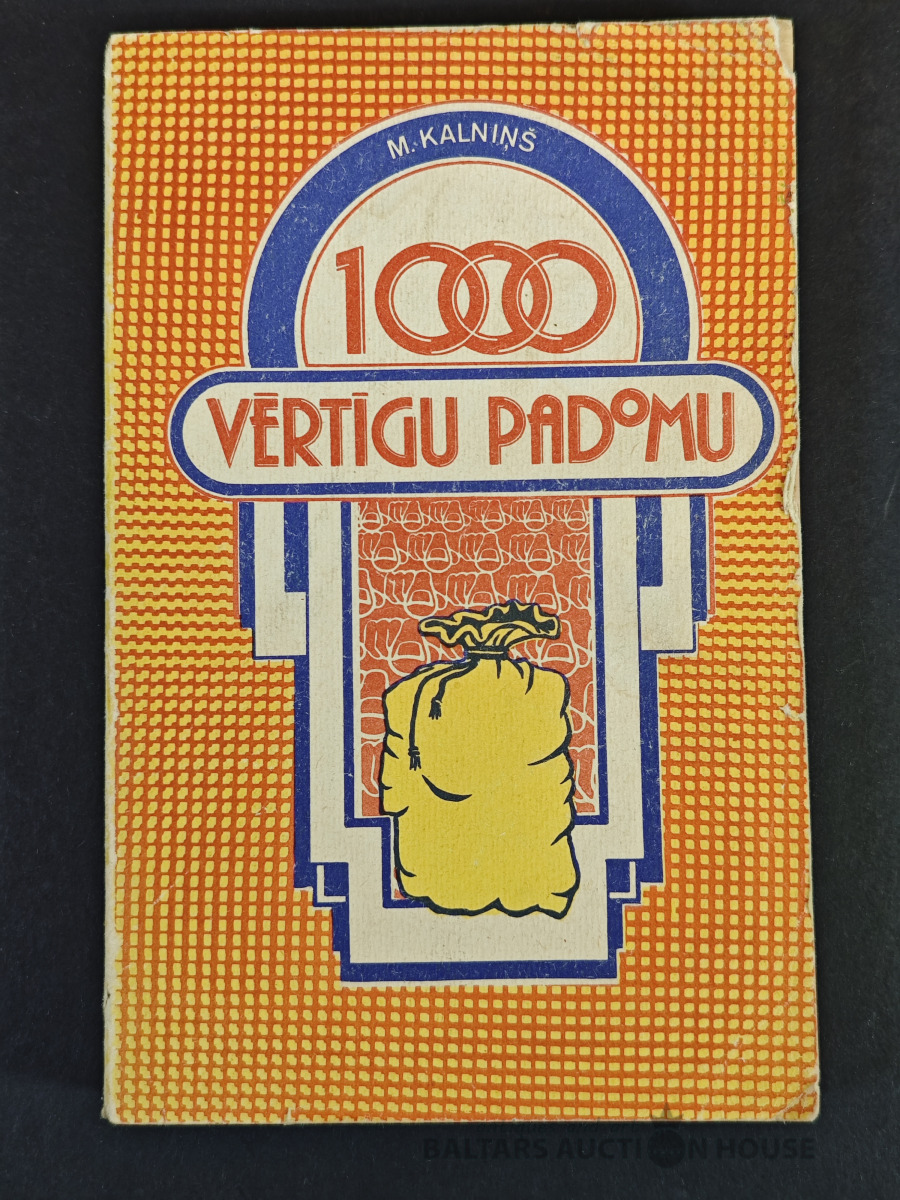 M. KALNIŅŠ
1000
VĒRTĪGU PADOMU
BALTARS AUCTION HOUSE